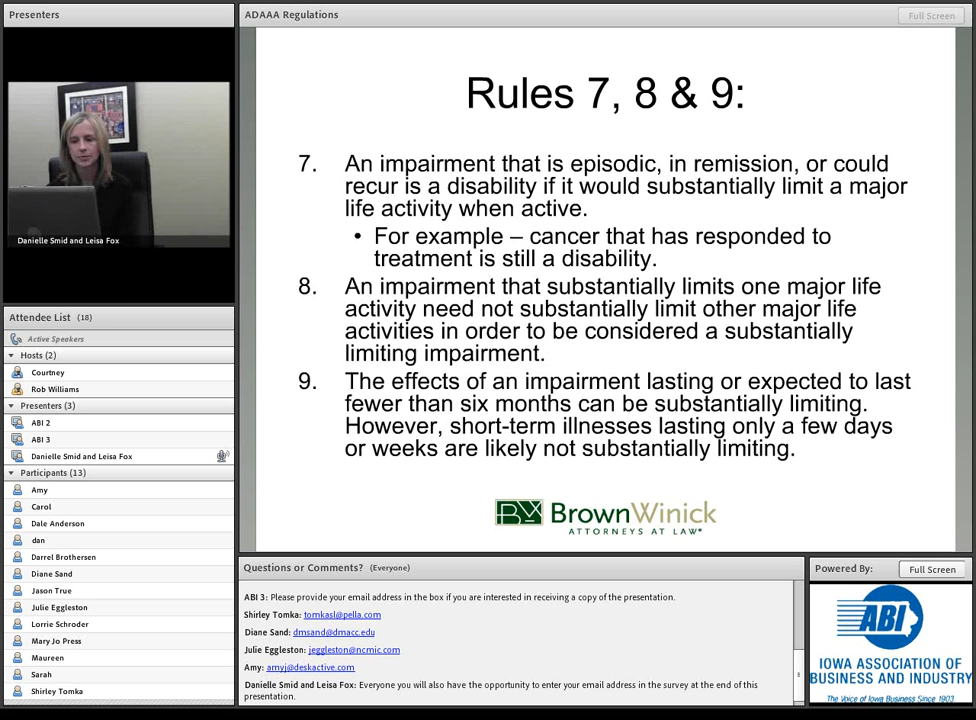 Presenters
Danielle Smid and Leisa Fox
Attendee List (18)
Active Speakers
Hosts (2)
Courtney
Rob Williams
Presenters (3)
ABI 2
ABI 3
Danielle Smid and Leisa Fox
Participants (13)
Amy
Carol
Dale Anderson
dan
Darrel Brothersen
Diane Sand
Jason True
Julie Eggleston
Lorrie Schroder
Mary Jo Press
Maureen
Sarah
Shirley Tomka
ADAAA Regulations
Full Screen
Rules 7, 8 & 9:
7. An impairment that is episodic, in remission, or could
recur is a disability if it would substantially limit a major
life activity when active.
• For example – cancer that has responded to
treatment is still a disability.
8. An impairment that substantially limits one major life
activity need not substantially limit other major life
activities in order to be considered a substantially
limiting impairment.
9. The effects of an impairment lasting or expected to last
fewer than six months can be substantially limiting.
However, short-term illnesses lasting only a few days
or weeks are likely not substantially limiting.
BW BrownWinick
ATTORNEYS AT LAW®
Questions or Comments? (Everyone)
ABI 3: Please provide your email address in the box if you are interested in receiving a copy of the presentation.
Shirley Tomka: tomkasl@pella.com
Diane Sand: dmsand@dmacc.edu
Julie Eggleston: jeggleston@ncmic.com
Amy: amyj@deskactive.com
Danielle Smid and Leisa Fox: Everyone you will also have the opportunity to enter your email address in the survey at the end of this
presentation.
Powered By:
Full Screen
ABI
IOWA ASSOCIATION OF
BUSINESS AND INDUSTRY
The Voice of Iowa Business Since 1903